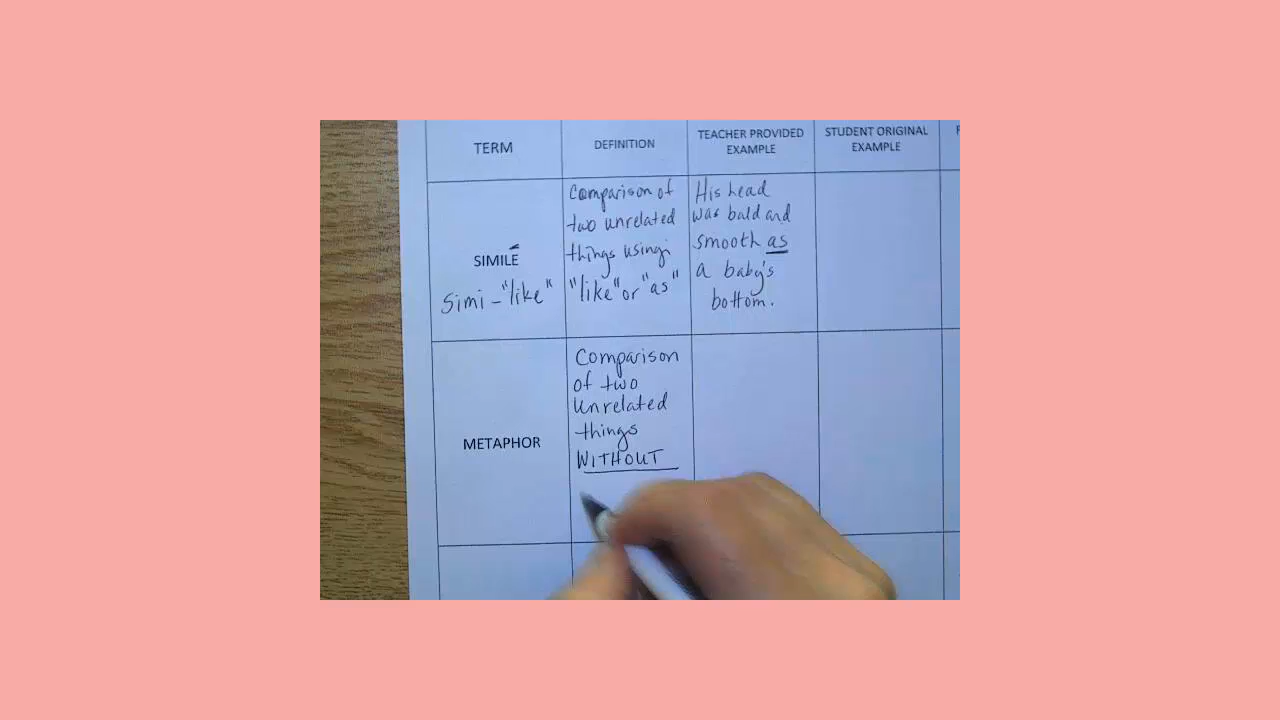 TERM
DEFINITION
TEACHER PROVIDED
EXAMPLE
STUDENT ORIGINAL
EXAMPLE
SIMILE
Simi - "like"
Comparison of
two unrelated
things using
"like" or "as"
His head
was bald and
smooth as
a baby's
bottom.
METAPHOR
Comparison
of two
unrelated
things
WITHOUT